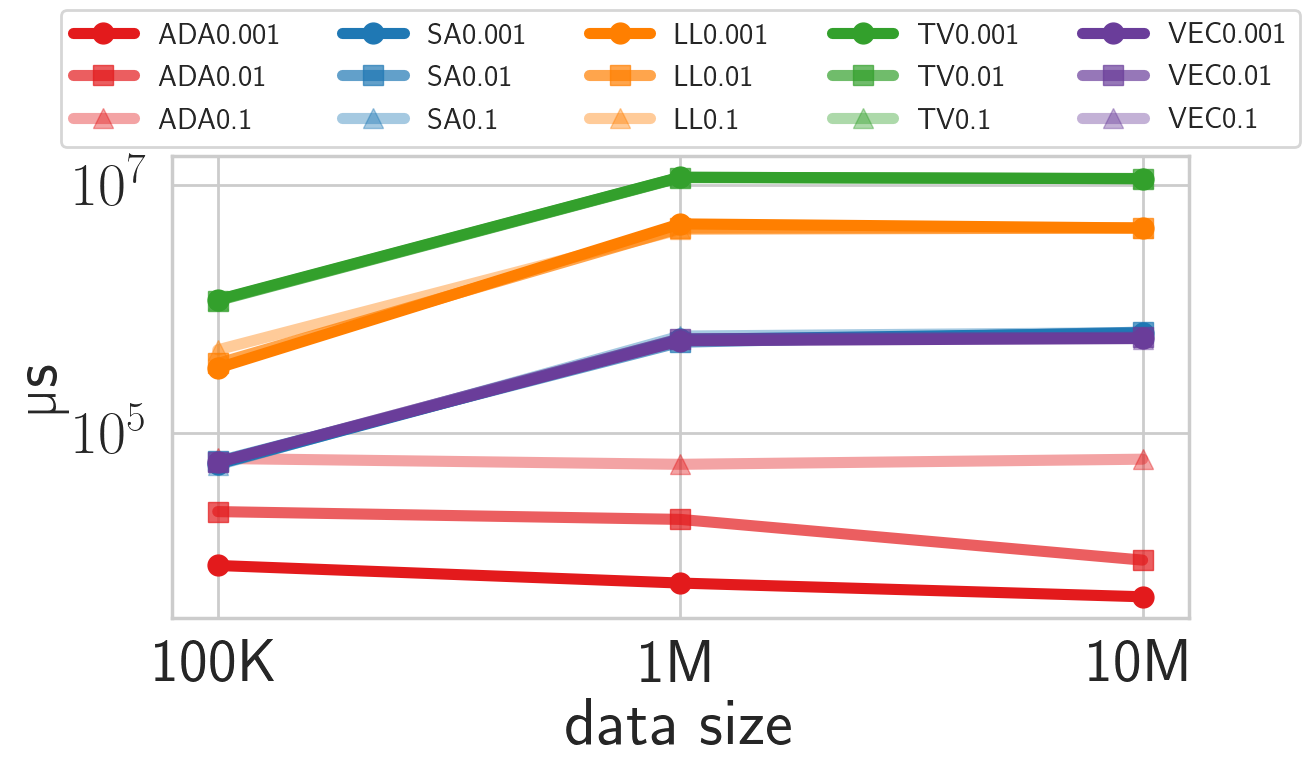 ADA0.001 SA0.001 LL0.001 TV0.001 VEC0.001
ADA0.01 SA0.01 LL0.01 TV0.01 VEC0.01
ADA0.1 SA0.1 LL0.1 TV0.1 VEC0.1
10^7
10^5
µs
100K 1M 10M
data size